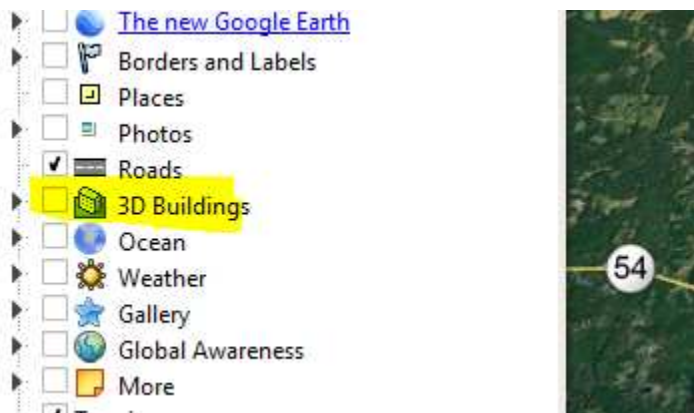 The new Google Earth
Borders and Labels
Places
Photos
Roads
3D Buildings
Ocean
Weather
Gallery
Global Awareness
More
54